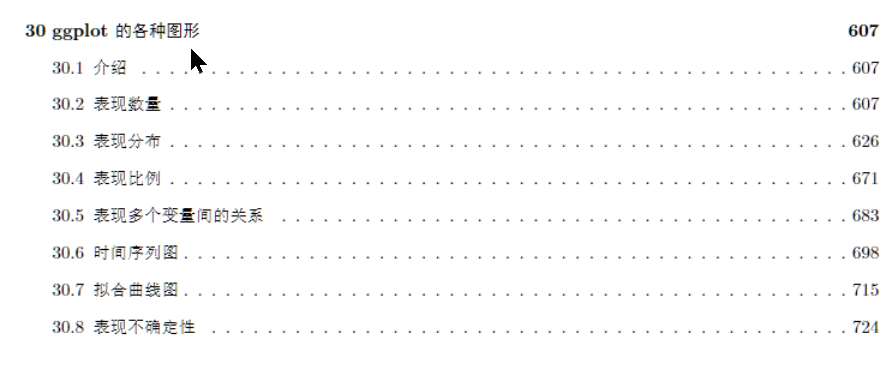 30 ggplot 的各种图形 607
30.1 介绍 . . . . . . . . . . . . . . . . . . . . . . . . . . . . . . . . . . . . . . . . . . . . . . . . 607
30.2 表现数量 . . . . . . . . . . . . . . . . . . . . . . . . . . . . . . . . . . . . . . . . . . . . . . 607
30.3 表现分布 . . . . . . . . . . . . . . . . . . . . . . . . . . . . . . . . . . . . . . . . . . . . . . 626
30.4 表现比例 . . . . . . . . . . . . . . . . . . . . . . . . . . . . . . . . . . . . . . . . . . . . . . 671
30.5 表现多个变量间的关系 . . . . . . . . . . . . . . . . . . . . . . . . . . . . . . . . . . . . . . 683
30.6 时间序列图 . . . . . . . . . . . . . . . . . . . . . . . . . . . . . . . . . . . . . . . . . . . . . 698
30.7 拟合曲线图 . . . . . . . . . . . . . . . . . . . . . . . . . . . . . . . . . . . . . . . . . . . . . 715
30.8 表现不确定性 . . . . . . . . . . . . . . . . . . . . . . . . . . . . . . . . . . . . . . . . . . . 724